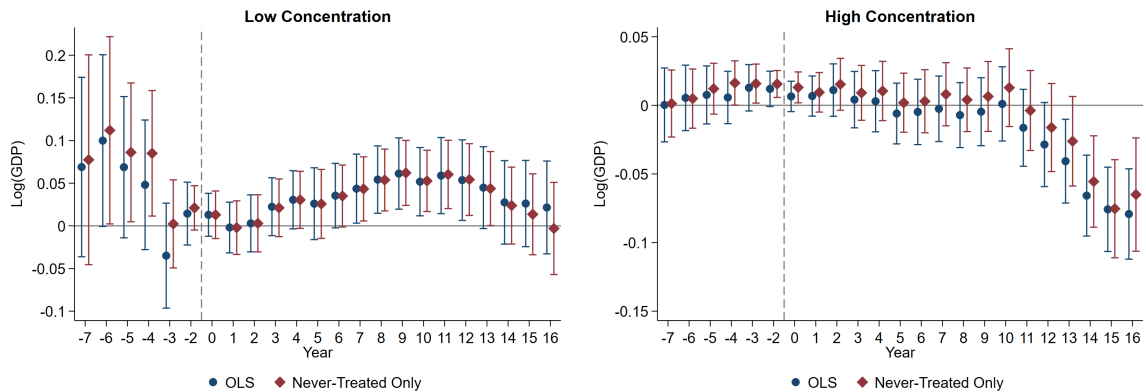 Low Concentration
Log(GDP)
0.2
0.15
0.1
0.05
0
-0.05
-0.1
-7 -6 -5 -4 -3 -2 0 1 2 3 4 5 6 7 8 9 10 11 12 13 14 15 16
Year
OLS Never-Treated Only
High Concentration
Log(GDP)
0.05
0
-0.05
-0.1
-0.15
-7 -6 -5 -4 -3 -2 0 1 2 3 4 5 6 7 8 9 10 11 12 13 14 15 16
Year
OLS Never-Treated Only